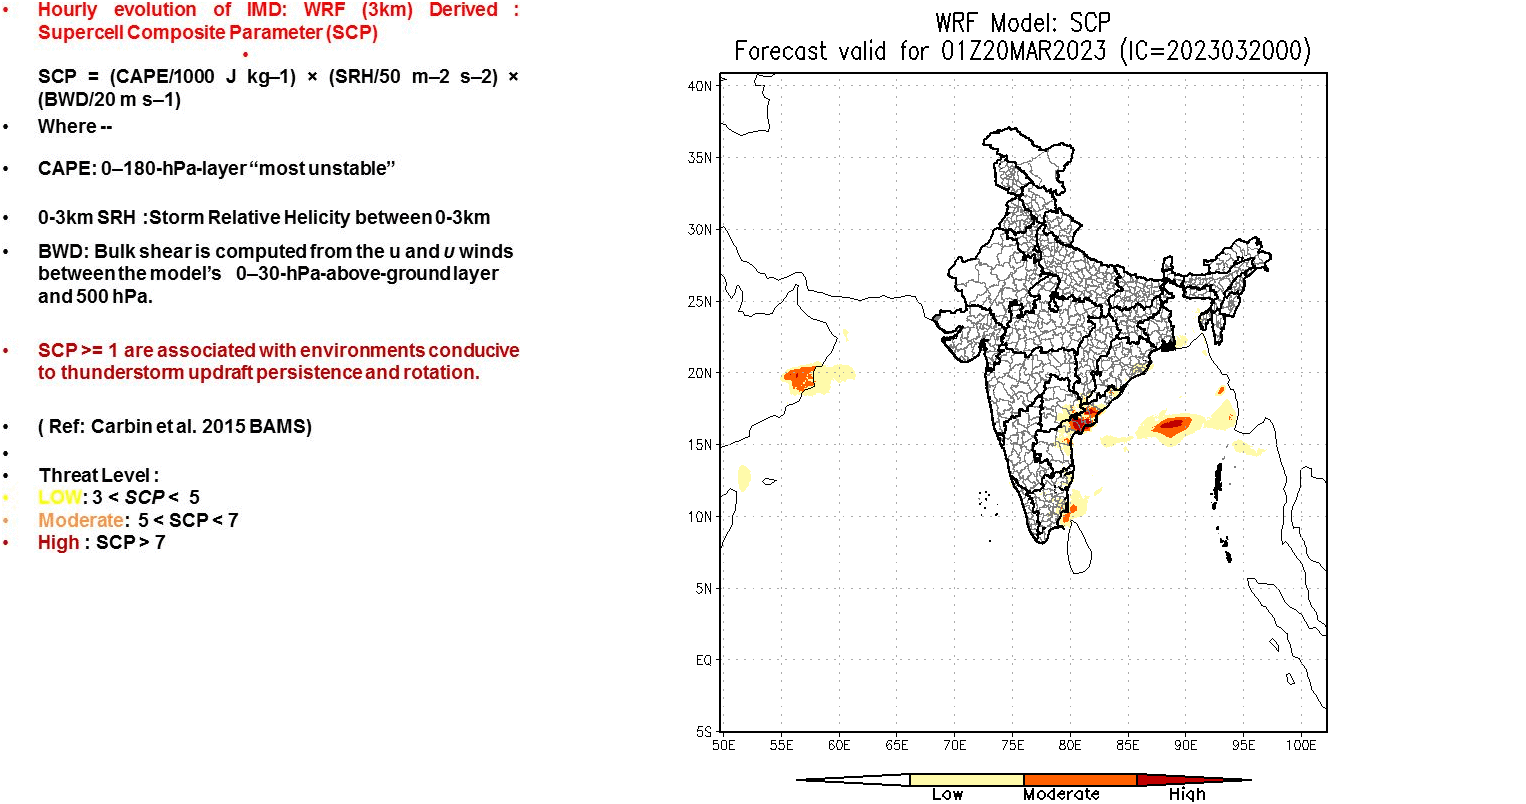 • Hourly evolution of IMD: WRF (3km) Derived :
Supercell Composite Parameter (SCP)
•
SCP = (CAPE/1000 J kg–1) × (SRH/50 m–2 s–2) ×
(BWD/20 m s–1)
• Where --
• CAPE: 0–180-hPa-layer “most unstable”
• 0-3km SRH :Storm Relative Helicity between 0-3km
• BWD: Bulk shear is computed from the u and υ winds
between the model’s 0–30-hPa-above-ground layer
and 500 hPa.
• SCP >= 1 are associated with environments conducive
to thunderstorm updraft persistence and rotation.
• ( Ref: Carbin et al. 2015 BAMS)
•
• Threat Level :
• LOW: 3 < SCP < 5
• Moderate: 5 < SCP < 7
• High : SCP > 7
WRF Model: SCP
Forecast valid for 01Z20MAR2023 (IC=2023032000)
40N
35N
30N
25N
20N
15N
10N
5N
EQ
5S
50E 55E 60E 65E 70E 75E 80E 85E 90E 95E 100E
Low Moderate High